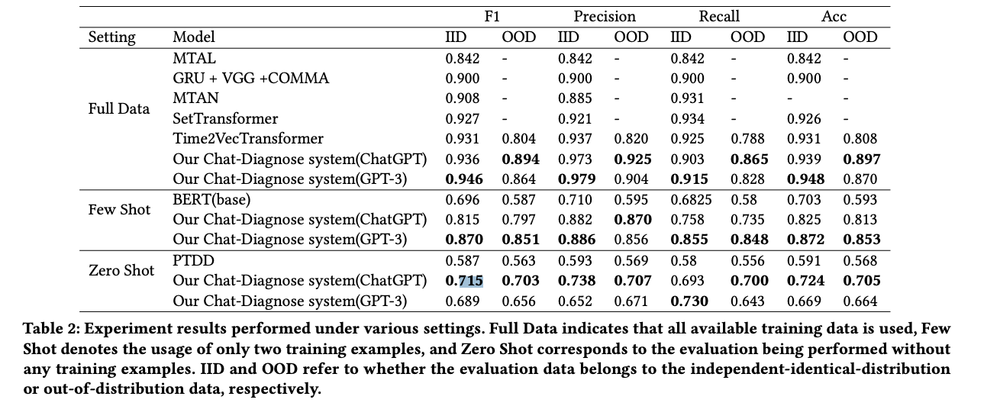 F1 Precision Recall Acc
Setting Model IID OOD IID OOD IID OOD IID OOD
MTAL 0.842 - 0.842 - 0.842 - 0.842 -
GRU + VGG +COMMA 0.900 - 0.900 - 0.900 - 0.900 -
MTAN 0.908 - 0.885 - 0.931 - - -
Full Data
SetTransformer 0.927 - 0.921 - 0.934 - 0.926 -
Time2VecTransformer 0.931 0.804 0.937 0.820 0.925 0.788 0.931 0.808
Our Chat-Diagnose system(ChatGPT) 0.936 0.894 0.973 0.925 0.903 0.865 0.939 0.897
Our Chat-Diagnose system(GPT-3) 0.946 0.864 0.979 0.904 0.915 0.828 0.948 0.870
BERT(base) 0.696 0.587 0.710 0.595 0.6825 0.58 0.703 0.593
Few Shot
Our Chat-Diagnose system(ChatGPT) 0.815 0.797 0.882 0.870 0.758 0.735 0.825 0.813
Our Chat-Diagnose system(GPT-3) 0.870 0.851 0.886 0.856 0.855 0.848 0.872 0.853
PTDD 0.587 0.563 0.593 0.569 0.58 0.556 0.591 0.568
Zero Shot
Our Chat-Diagnose system(ChatGPT) 0.715 0.703 0.738 0.707 0.693 0.700 0.724 0.705
Our Chat-Diagnose system(GPT-3) 0.689 0.656 0.652 0.671 0.730 0.643 0.669 0.664
Table 2: Experiment results performed under various settings. Full Data indicates that all available training data is used, Few
Shot denotes the usage of only two training examples, and Zero Shot corresponds to the evaluation being performed without
any training examples. IID and OOD refer to whether the evaluation data belongs to the independent-identical-distribution
or out-of-distribution data, respectively.